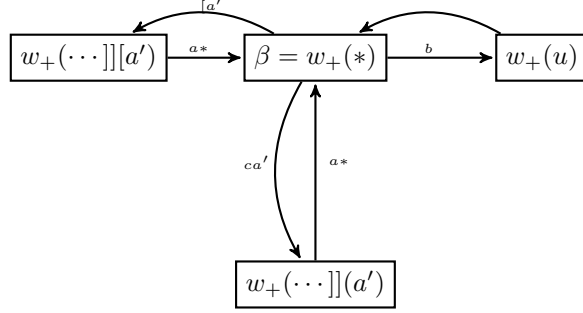 [a′
w₊(⋯]][a′) a* β = w₊(*) b w₊(u)
ca′ a*
w₊(⋯]](a′)